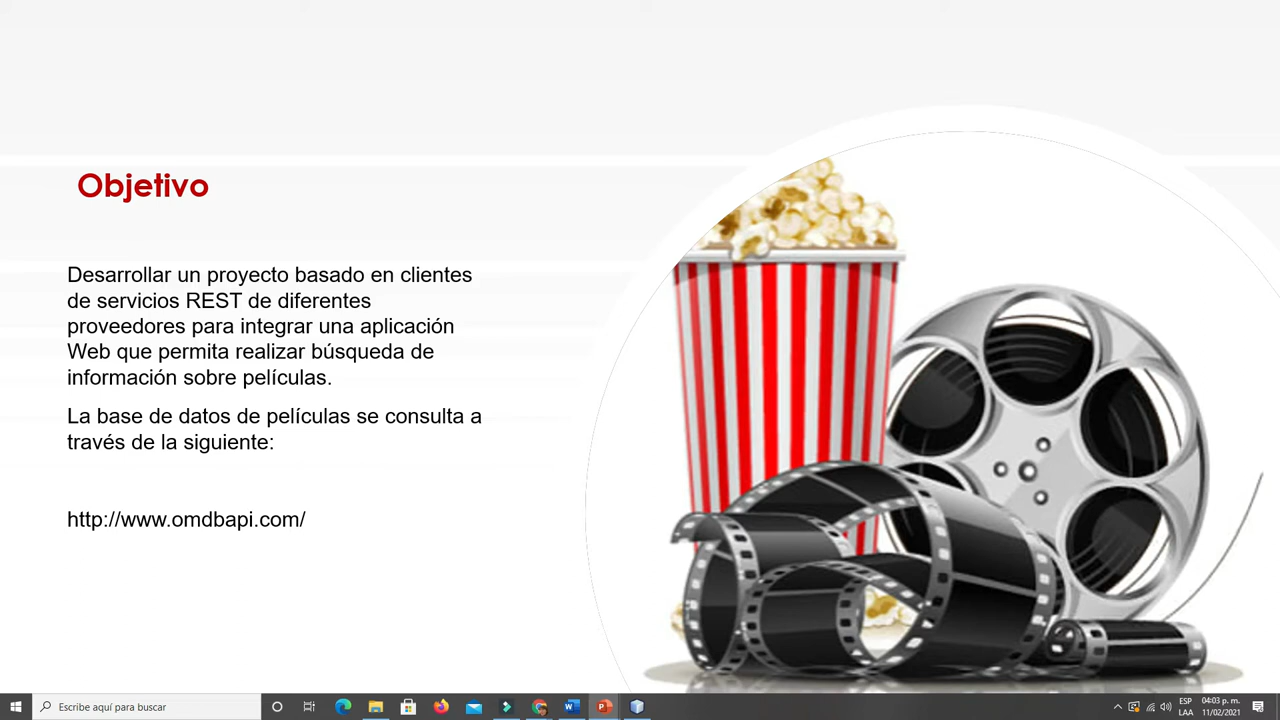 Objetivo
Desarrollar un proyecto basado en clientes
de servicios REST de diferentes
proveedores para integrar una aplicación
Web que permita realizar búsqueda de
información sobre películas.
La base de datos de películas se consulta a
través de la siguiente:
http://www.omdbapi.com/
Escribe aquí para buscar
ESP
LAA
04:03 p. m.
11/02/2021